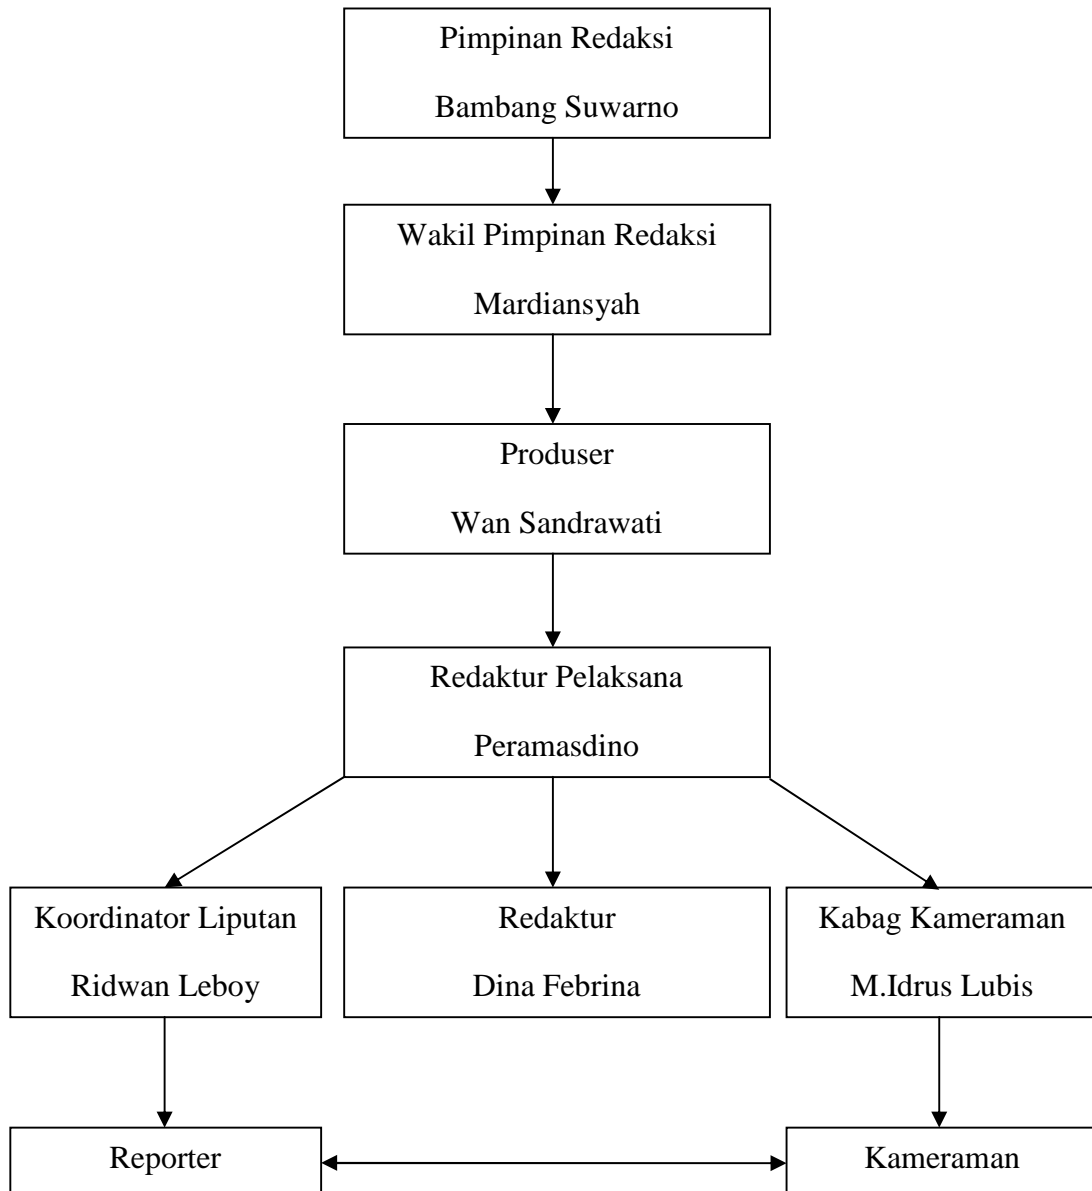 Pimpinan Redaksi
Bambang Suwarno
Wakil Pimpinan Redaksi
Mardiansyah
Produser
Wan Sandrawati
Redaktur Pelaksana
Peramasdino
Koordinator Liputan
Ridwan Leboy
Redaktur
Dina Febrina
Kabag Kameraman
M.Idrus Lubis
Reporter
Kameraman